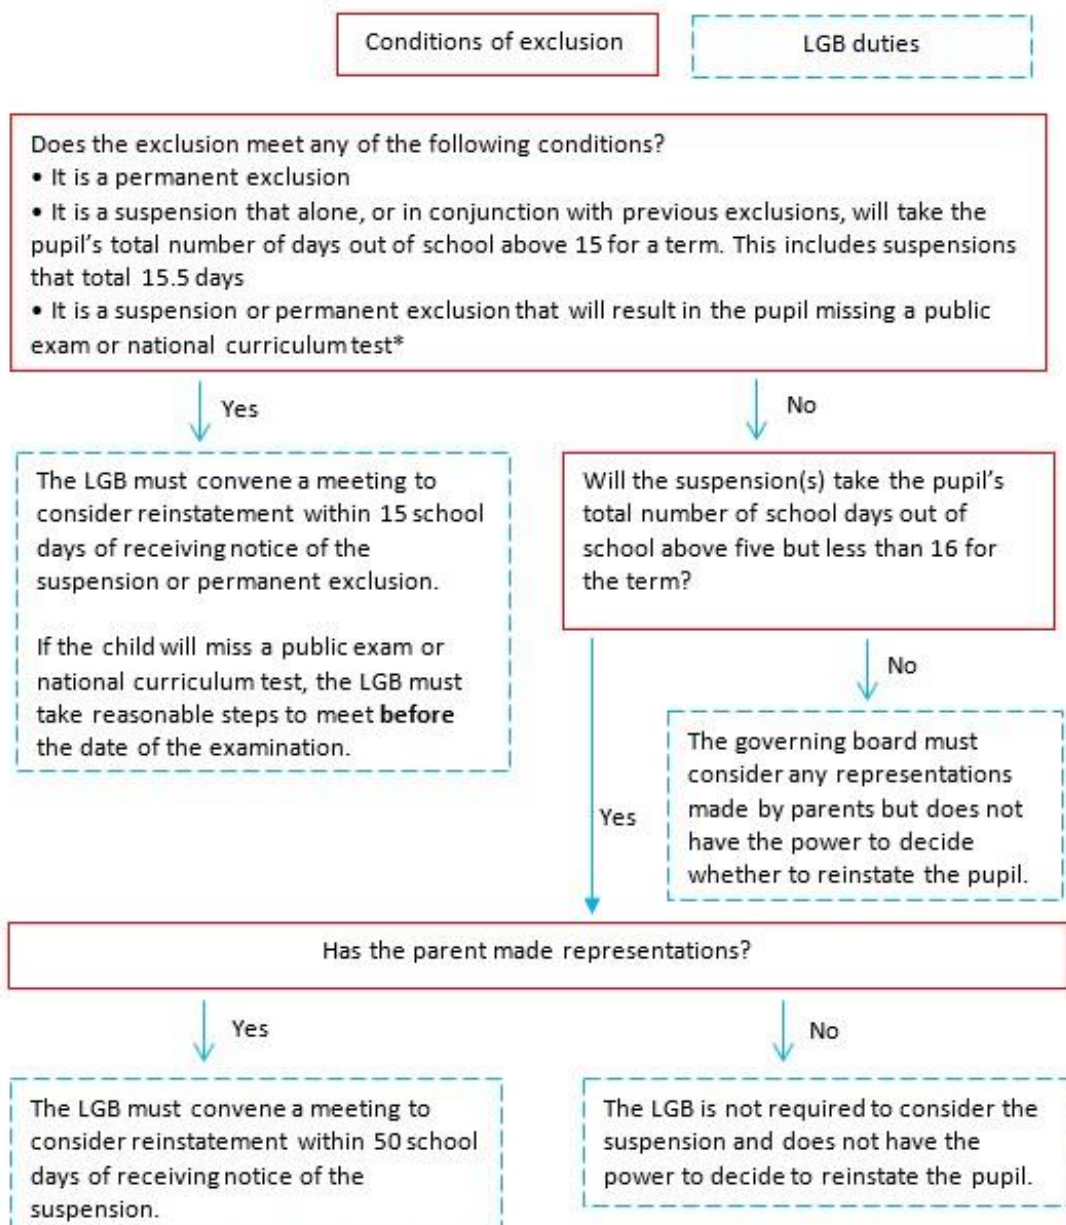 Conditions of exclusion
LGB duties
Does the exclusion meet any of the following conditions?
• It is a permanent exclusion
• It is a suspension that alone, or in conjunction with previous exclusions, will take the
pupil's total number of days out of school above 15 for a term. This includes suspensions
that total 15.5 days
• It is a suspension or permanent exclusion that will result in the pupil missing a public
exam or national curriculum test*
Yes
No
The LGB must convene a meeting to
consider reinstatement within 15 school
days of receiving notice of the
suspension or permanent exclusion.
If the child will miss a public exam or
national curriculum test, the LGB must
take reasonable steps to meet before
the date of the examination.
Will the suspension(s) take the pupil's
total number of school days out of
school above five but less than 16 for
the term?
No
The governing board must
consider any representations
made by parents but does not
have the power to decide
whether to reinstate the pupil.
Yes
Has the parent made representations?
Yes
No
The LGB must convene a meeting to
consider reinstatement within 50 school
days of receiving notice of the
suspension.
The LGB is not required to consider the
suspension and does not have the
power to decide to reinstate the pupil.